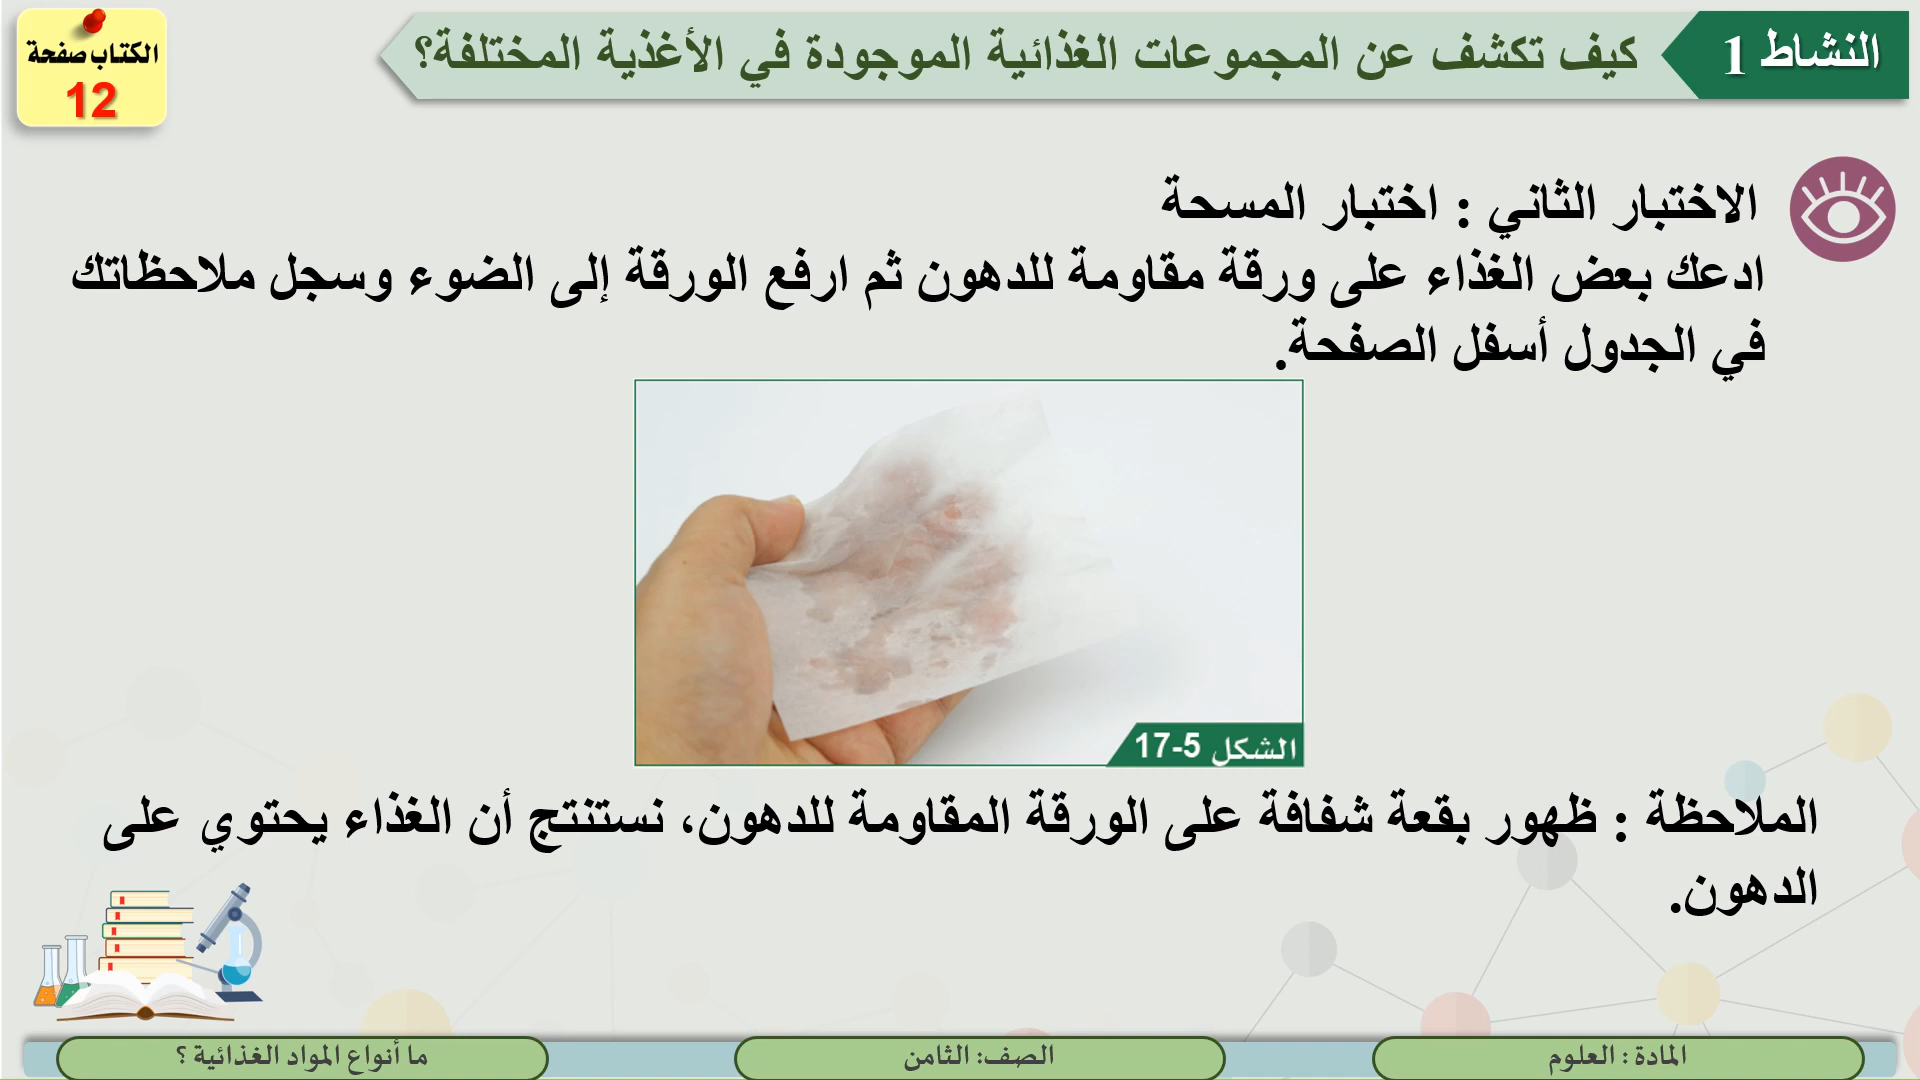 النشاط 1
كيف تكشف عن المجموعات الغذائية الموجودة في الأغذية المختلفة؟
الكتاب صفحة
12
الاختبار الثاني : اختبار المسحة
ادعك بعض الغذاء على ورقة مقاومة للدهون ثم ارفع الورقة إلى الضوء وسجل ملاحظاتك
في الجدول أسفل الصفحة.
الشكل 5-17
الملاحظة : ظهور بقعة شفافة على الورقة المقاومة للدهون، نستنتج أن الغذاء يحتوي على
الدهون.
المادة : العلوم
الصف: الثامن
ما أنواع المواد الغذائية ؟